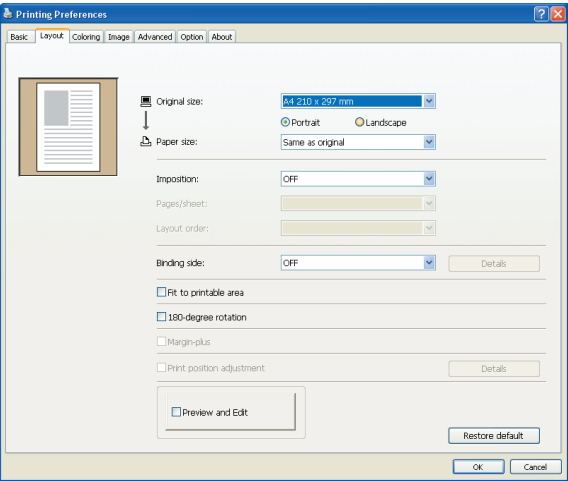 Printing Preferences
Basic Layout Coloring Image Advanced Option About
Original size: A4 210 x 297 mm
Portrait Landscape
Paper size: Same as original
Imposition: OFF
Pages/sheet:
Layout order:
Binding side: OFF Details
Fit to printable area
180-degree rotation
Margin-plus
Print position adjustment Details
Preview and Edit
Restore default
OK Cancel